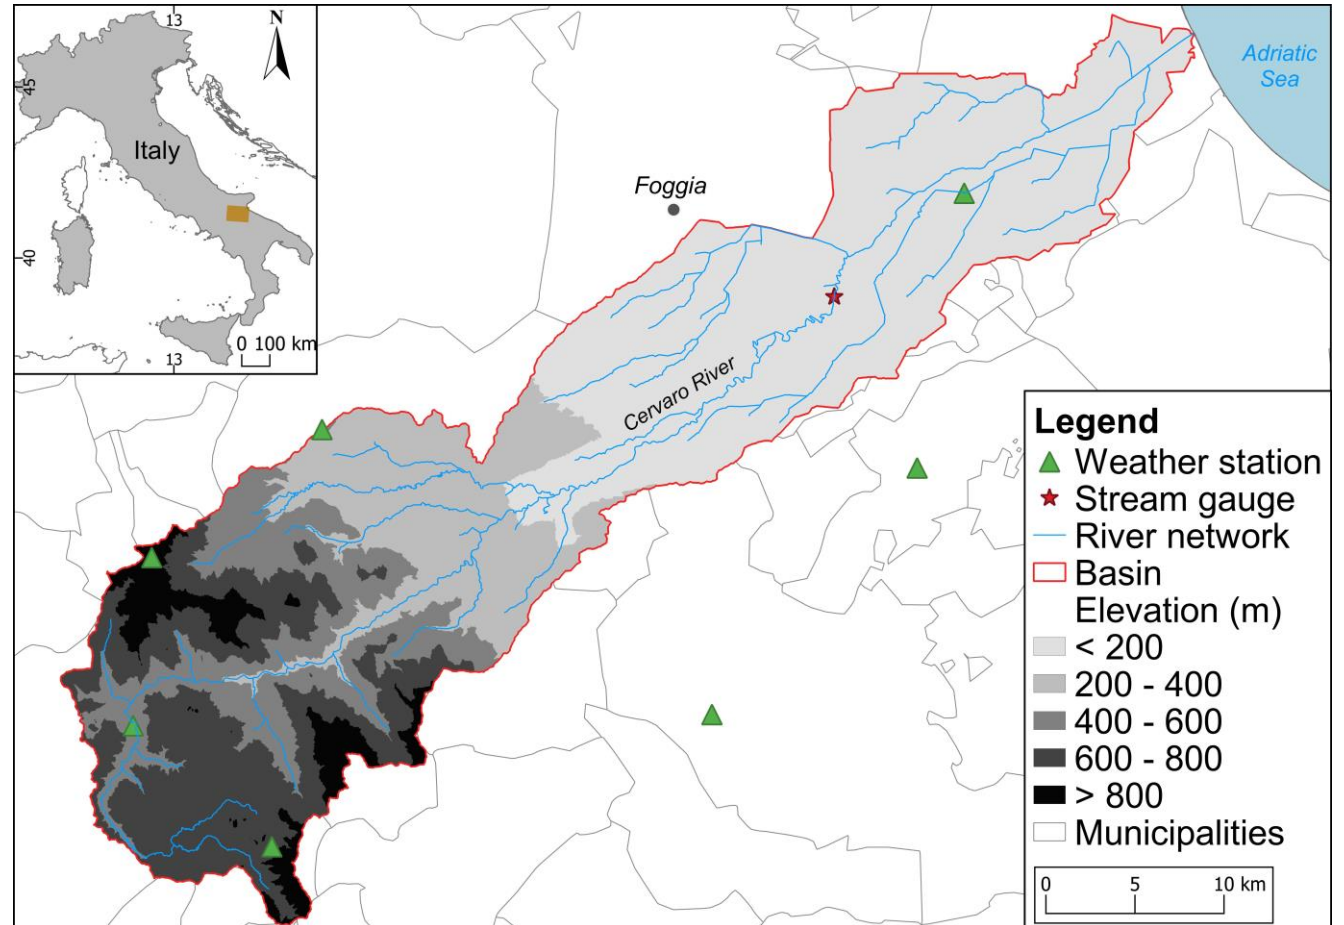 13
N
45
Italy
40
0 100 km
13
Adriatic
Sea
Foggia
Cervaro River
Legend
Weather station
Stream gauge
River network
Basin
Elevation (m)
< 200
200 - 400
400 - 600
600 - 800
> 800
Municipalities
0 5 10 km